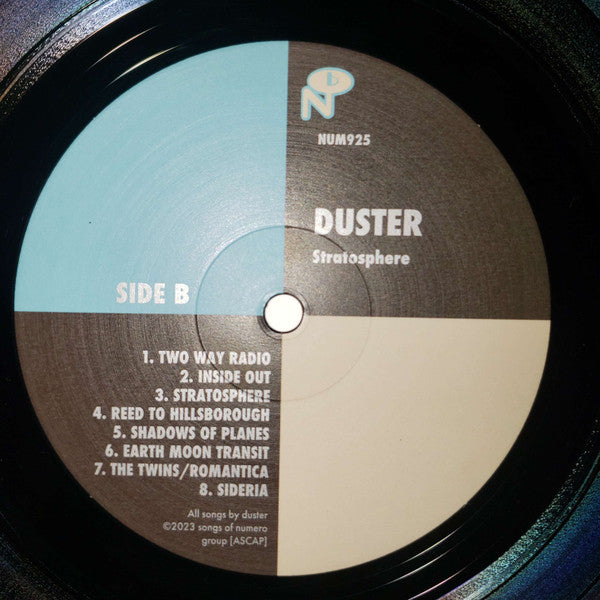 N b
NUM925
DUSTER
Stratosphere
SIDE B
1. TWO WAY RADIO
2. INSIDE OUT
3. STRATOSPHERE
4. REED TO HILLSBOROUGH
5. SHADOWS OF PLANES
6. EARTH MOON TRANSIT
7. THE TWINS/ROMANTICA
8. SIDERIA
All songs by duster
©2023 songs of numero
group [ASCAP]